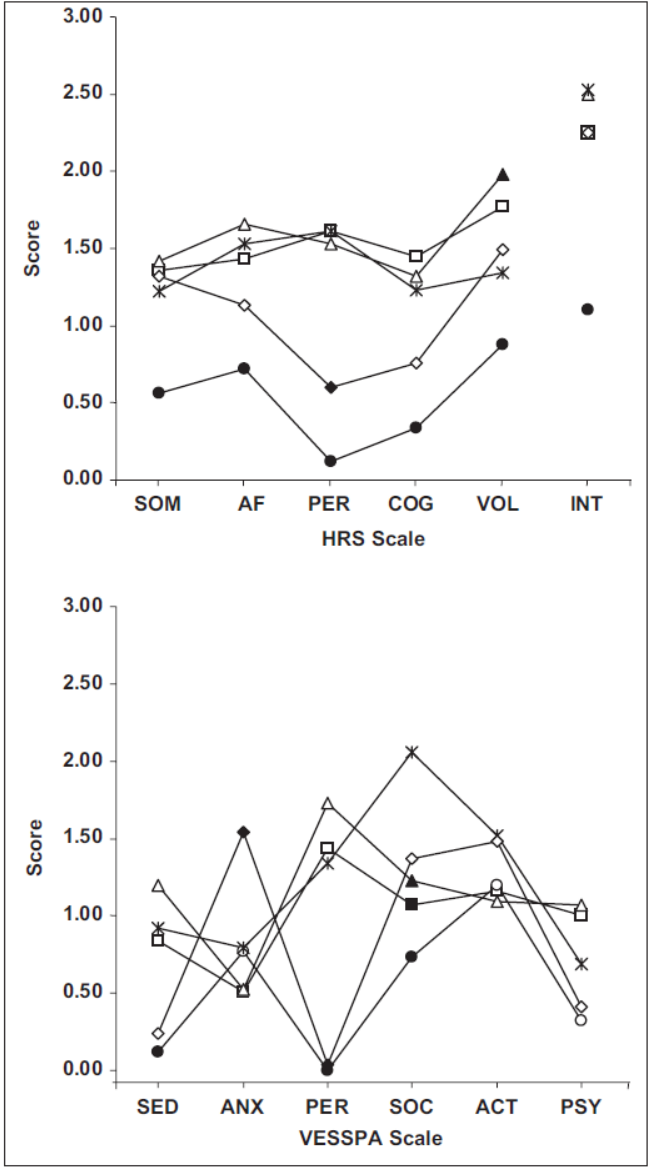 3.00
2.50
2.00
1.50
1.00
0.50
0.00
Score
SOM AF PER COG VOL INT
HRS Scale
3.00
2.50
2.00
1.50
1.00
0.50
0.00
Score
SED ANX PER SOC ACT PSY
VESSPA Scale